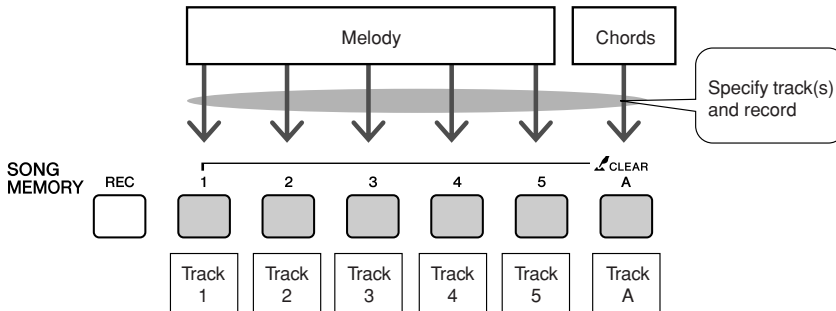 Melody
Chords
Specify track(s)
and record
SONG
MEMORY
REC
CLEAR
1
2
3
4
5
A
Track
1
Track
2
Track
3
Track
4
Track
5
Track
A